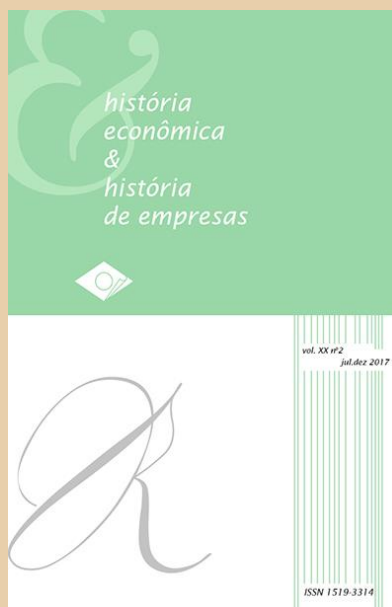 &
história
econômica
&
história
de empresas
vol. XX nº2
jul.dez 2017
R
ISSN 1519-3314